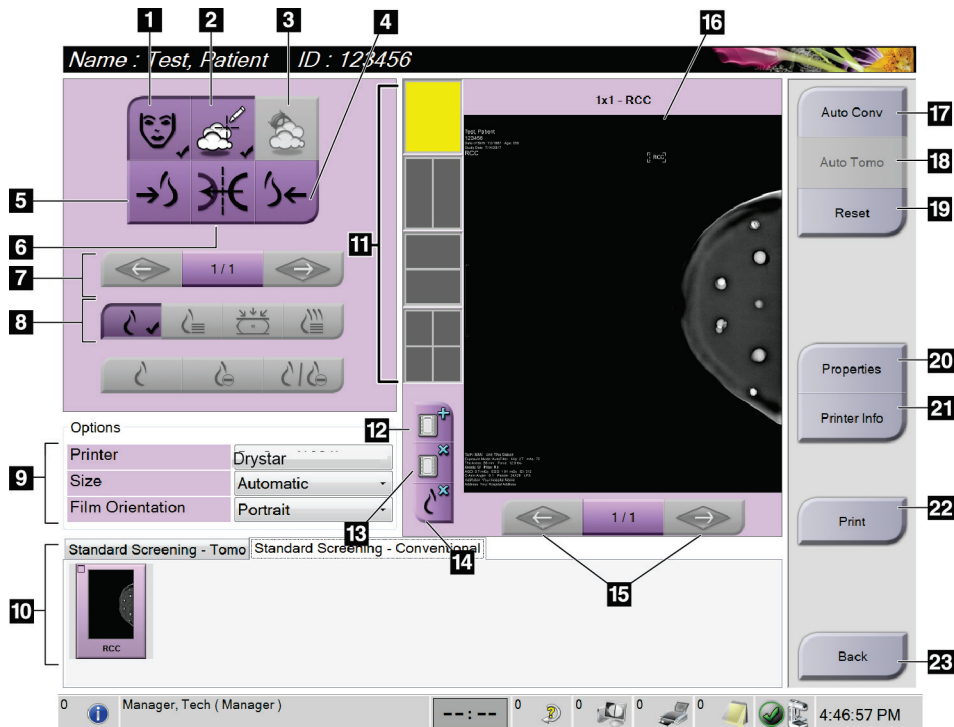 1
2
3
4
16
Name : Test, Patient ID : 123456
5
6
7
1/1
8
11
1x1 - RCC
Test, Patient
123456
RCC
[ RCC ]
Auto Conv
17
Auto Tomo
18
Reset
19
Properties
20
Printer Info
21
Options
9
Printer
Drystar
Size
Automatic
Film Orientation
Portrait
12
13
14
1/1
15
Print
22
10
Standard Screening - Tomo
Standard Screening - Conventional
RCC
Back
23
0
Manager, Tech ( Manager )
--:--
0
0
0
0
4:46:57 PM